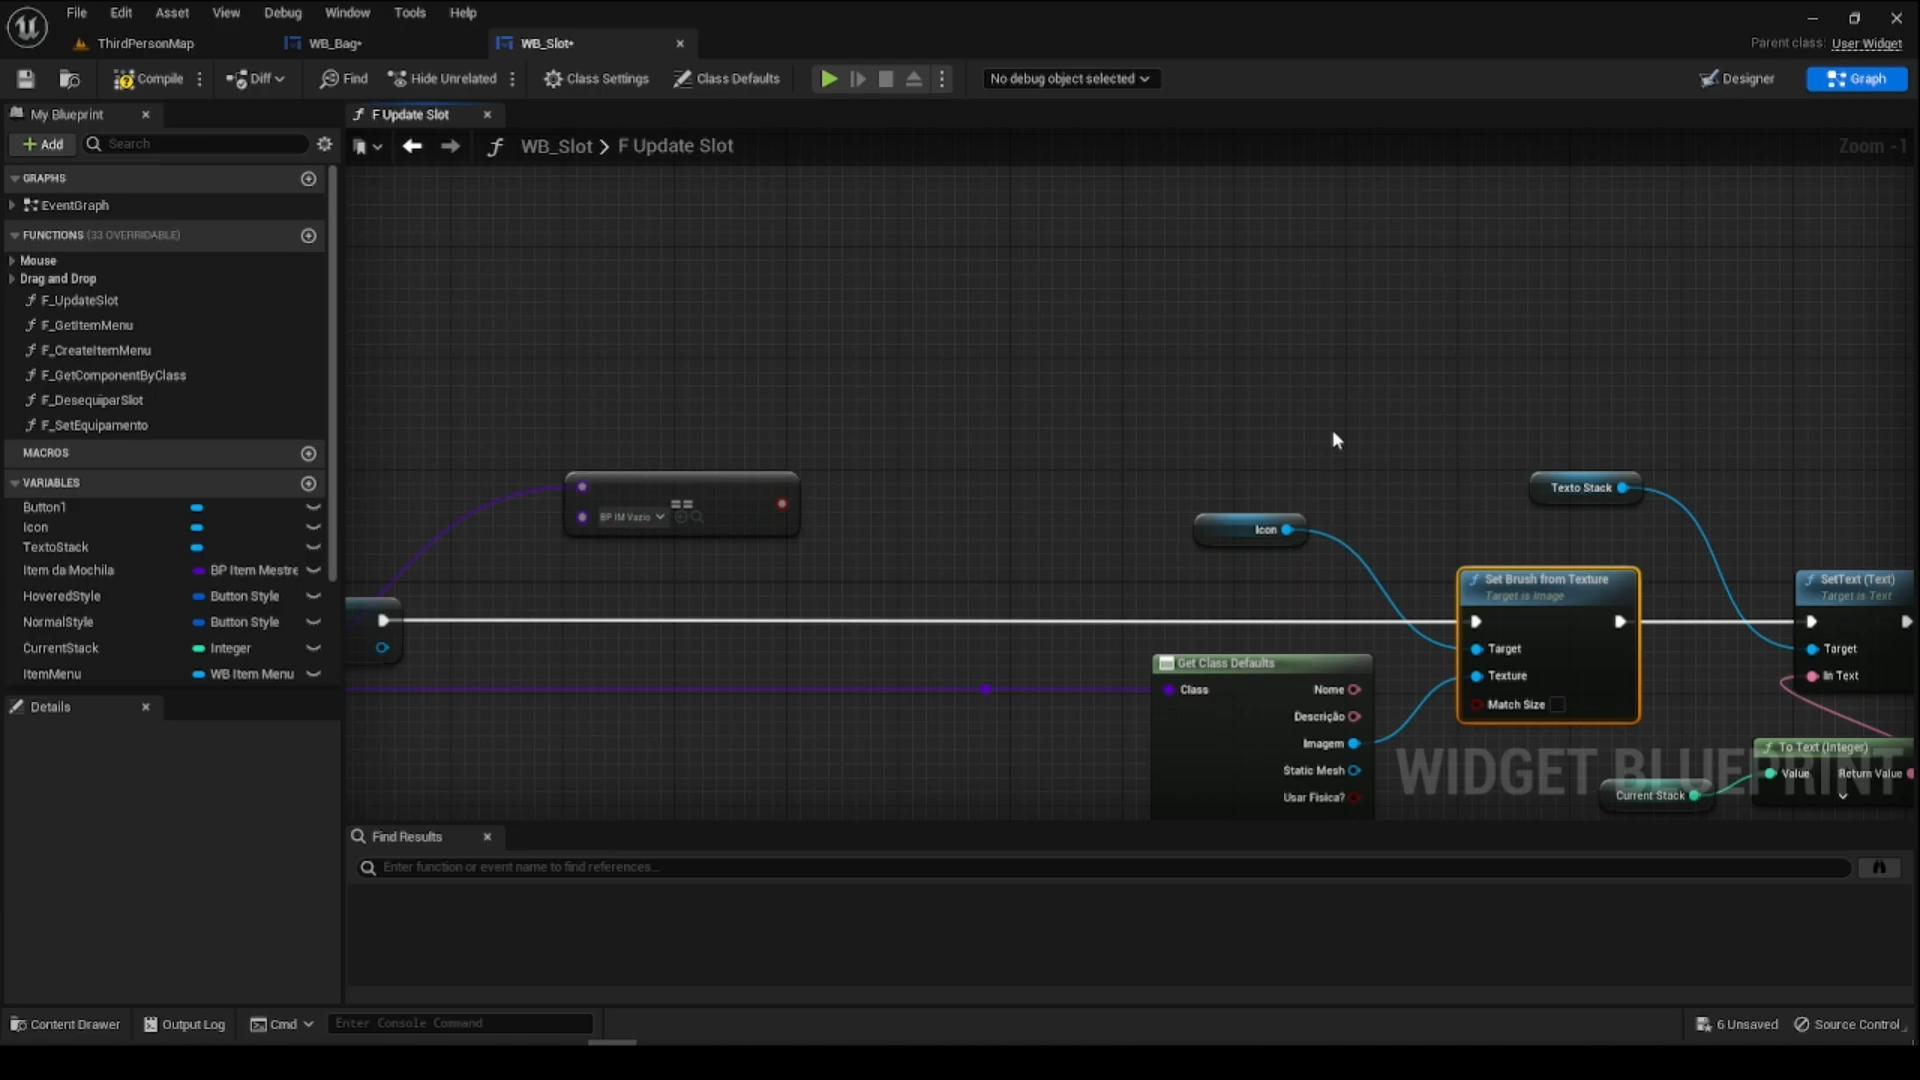 File Edit Asset View Debug Window Tools Help
ThirdPersonMap WB_Bag• WB_Slot•
Parent class: User Widget
Compile Diff Find Hide Unrelated Class Settings Class Defaults No debug object selected Designer Graph
My Blueprint F Update Slot
Add Search WB_Slot > F Update Slot Zoom -1
GRAPHS
EventGraph
FUNCTIONS (33 OVERRIDABLE)
Mouse
Drag and Drop
F_UpdateSlot
F_GetItemMenu
F_CreateItemMenu
F_GetComponentByClass
F_DesequiparSlot
F_SetEquipamento
MACROS
VARIABLES
Button1
Icon
TextoStack
Item da Mochila BP Item Mestre
HoveredStyle Button Style
NormalStyle Button Style
CurrentStack Integer
ItemMenu WB Item Menu
Details
==
BP IM Vazio
Icon
Texto Stack
Set Brush from Texture
Target is Image
Target
Texture
Match Size
SetText (Text)
Target is Text
Target
In Text
Get Class Defaults
Class Nome
Descrição
Imagem
Static Mesh
Usar Fisica?
To Text (Integer)
Value Return Value
Current Stack
WIDGET BLUEPRINT
Find Results
Enter function or event name to find references...
Content Drawer Output Log Cmd Enter Console Command 6 Unsaved Source Control